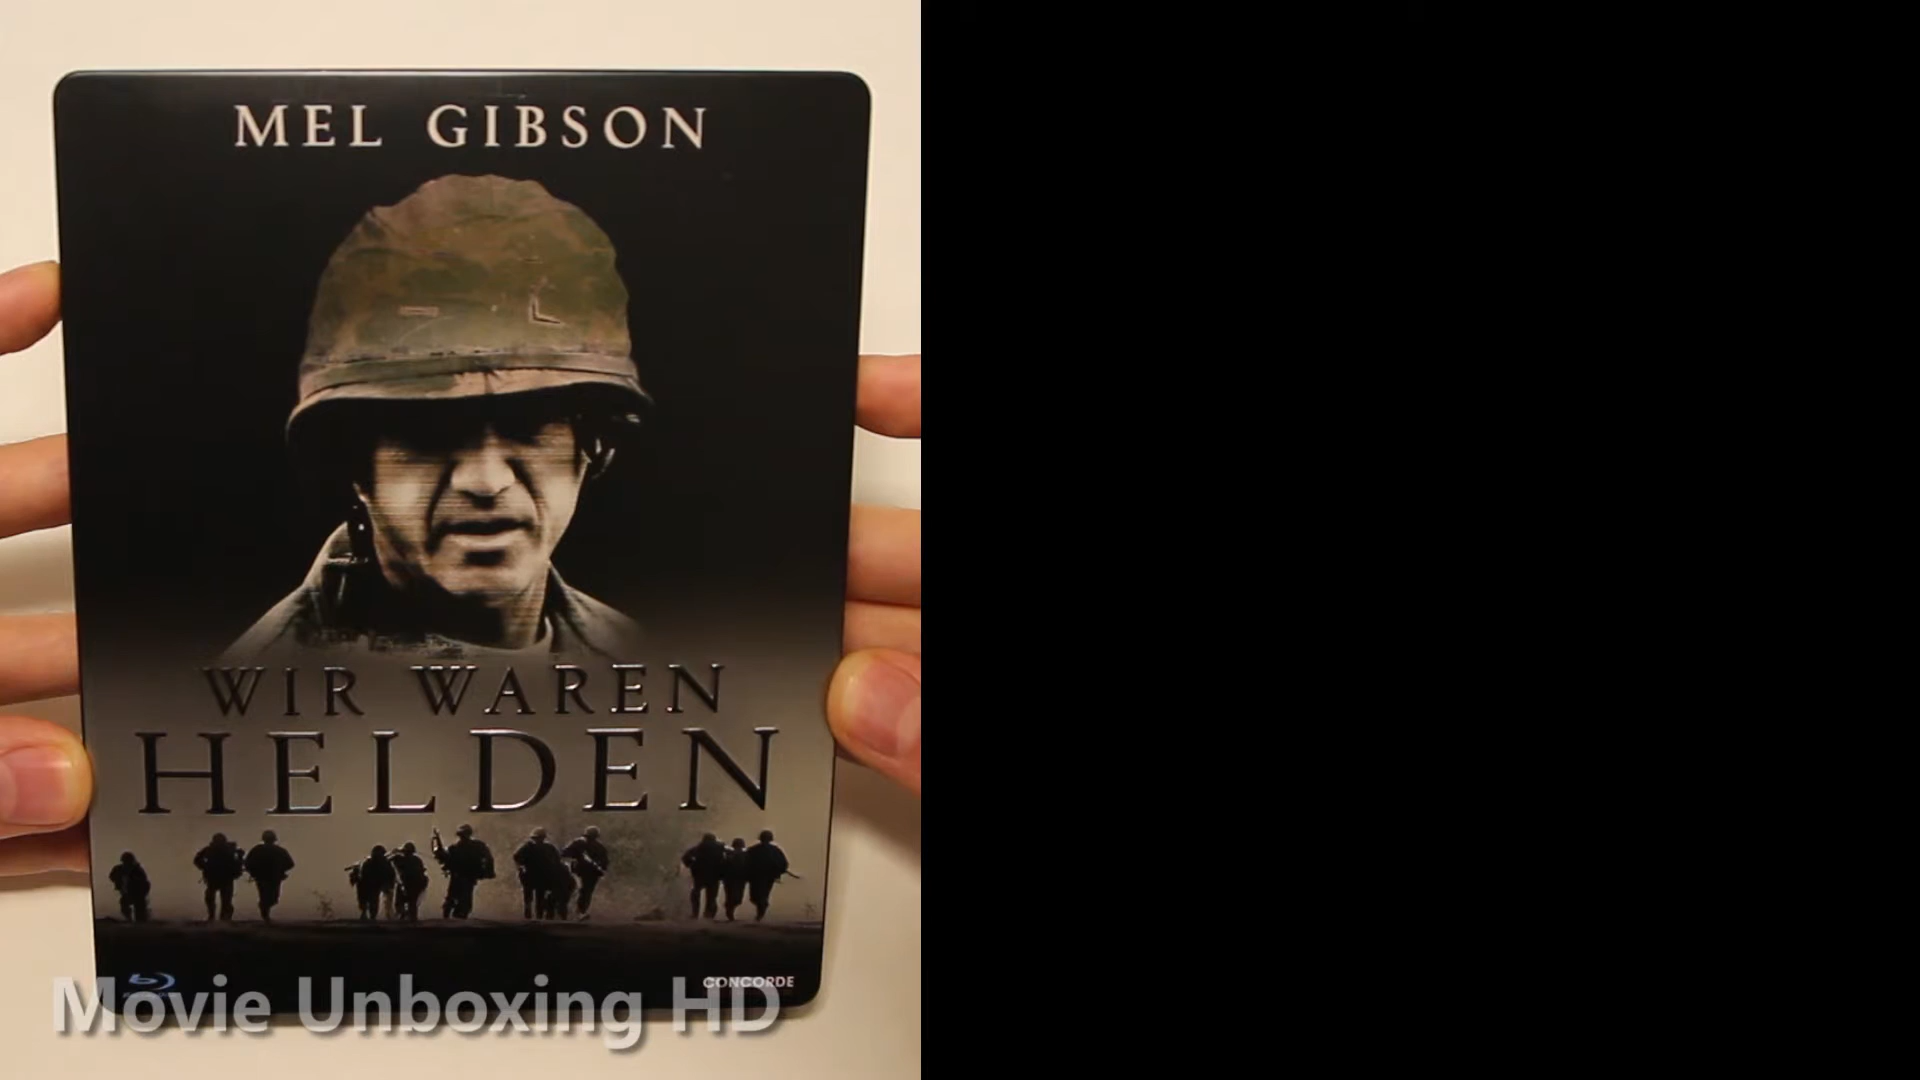 MEL GIBSON
WIR WAREN
HELDEN
CONCORDE
Movie Unboxing HD